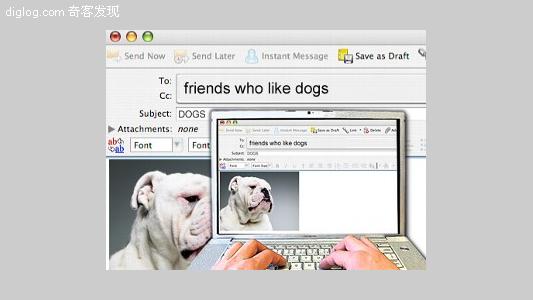 diglog.com 奇客发现
Send Now Send Later Instant Message Save as Draft
To:
Cc:
friends who like dogs
Subject: DOGS
Attachments: none
Font
Send Now Send Later Instant Message Save as Draft Link Delete
To:
Cc:
friends who like dogs
Subject: DOGS
Attachments: none
Font Font Size